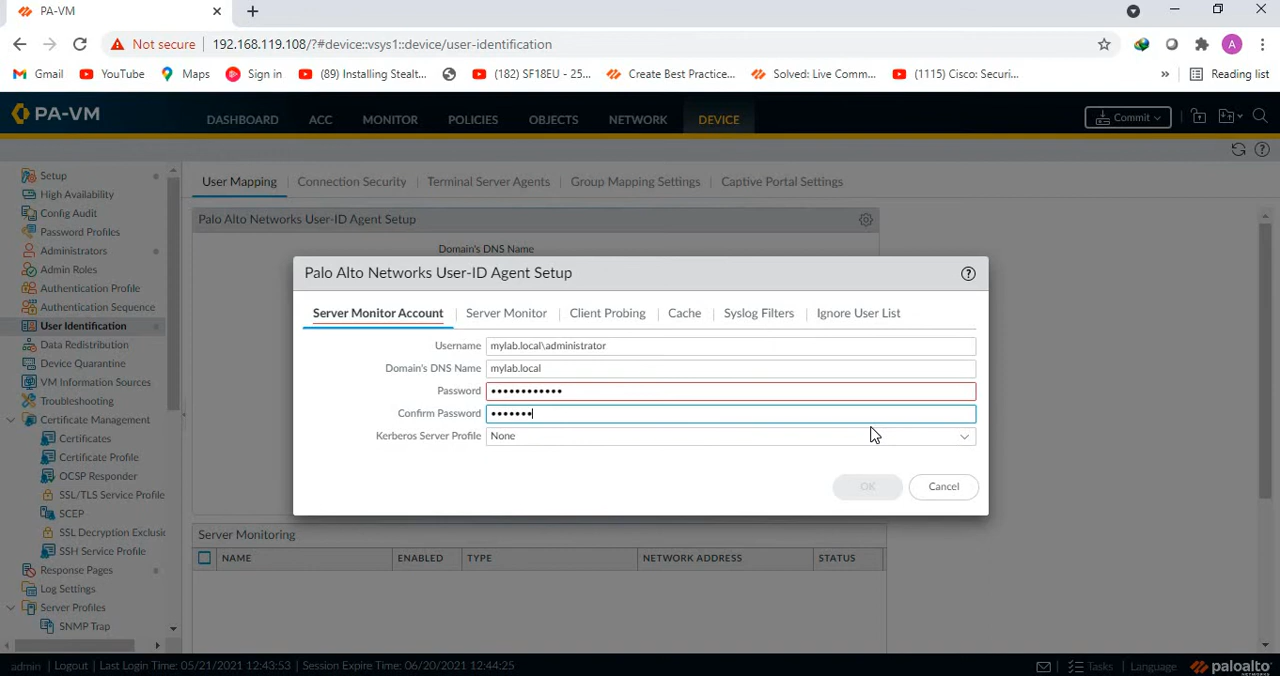 PA-VM
Not secure 192.168.119.108/?#device::vsys1::device/user-identification A
Gmail YouTube Maps Sign in (89) Installing Stealt... (182) SF18EU - 25... Create Best Practice... Solved: Live Comm... (1115) Cisco: Securi... » Reading list
PA-VM DASHBOARD ACC MONITOR POLICIES OBJECTS NETWORK DEVICE Commit
Setup
High Availability
Config Audit
Password Profiles
Administrators
Admin Roles
Authentication Profile
Authentication Sequence
User Identification
Data Redistribution
Device Quarantine
VM Information Sources
Troubleshooting
Certificate Management
Certificates
Certificate Profile
OCSP Responder
SSL/TLS Service Profile
SCEP
SSL Decryption Exclusio
SSH Service Profile
Response Pages
Log Settings
Server Profiles
SNMP Trap
User Mapping Connection Security Terminal Server Agents Group Mapping Settings Captive Portal Settings
Palo Alto Networks User-ID Agent Setup
Domain's DNS Name
Palo Alto Networks User-ID Agent Setup
Server Monitor Account Server Monitor Client Probing Cache Syslog Filters Ignore User List
Username mylab.local\administrator
Domain's DNS Name mylab.local
Password ••••••••••••
Confirm Password •••••••
Kerberos Server Profile None
OK Cancel
Server Monitoring
NAME ENABLED TYPE NETWORK ADDRESS STATUS
admin | Logout | Last Login Time: 05/21/2021 12:43:53 | Session Expire Time: 06/20/2021 12:44:25 Tasks | Language paloalto
NETWORKS